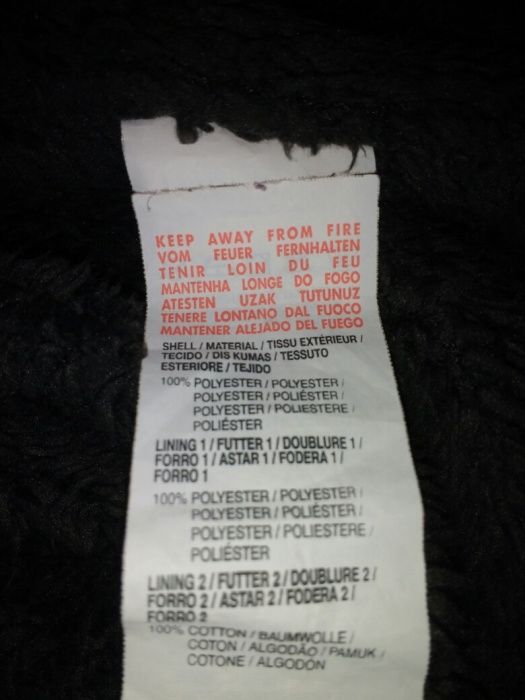 KEEP AWAY FROM FIRE
VOM FEUER FERNHALTEN
TENIR LOIN DU FEU
MANTENHA LONGE DO FOGO
ATESTEN UZAK TUTUNUZ
TENERE LONTANO DAL FUOCO
MANTENER ALEJADO DEL FUEGO
SHELL / MATERIAL / TISSU EXTÉRIEUR /
TECIDO / DIS KUMAS / TESSUTO
ESTERIORE / TEJIDO
100% POLYESTER / POLYESTER /
POLYESTER / POLIÉSTER /
POLYESTER / POLIESTERE /
POLIÉSTER
LINING 1 / FUTTER 1 / DOUBLURE 1 /
FORRO 1 / ASTAR 1 / FODERA 1 /
FORRO 1
100% POLYESTER / POLYESTER /
POLYESTER / POLIÉSTER /
POLYESTER / POLIESTERE /
POLIÉSTER
LINING 2 / FUTTER 2 / DOUBLURE 2 /
FORRO 2 / ASTAR 2 / FODERA 2 /
FORRO 2
100% COTTON / BAUMWOLLE /
COTON / ALGODÃO / PAMUK /
COTONE / ALGODÓN